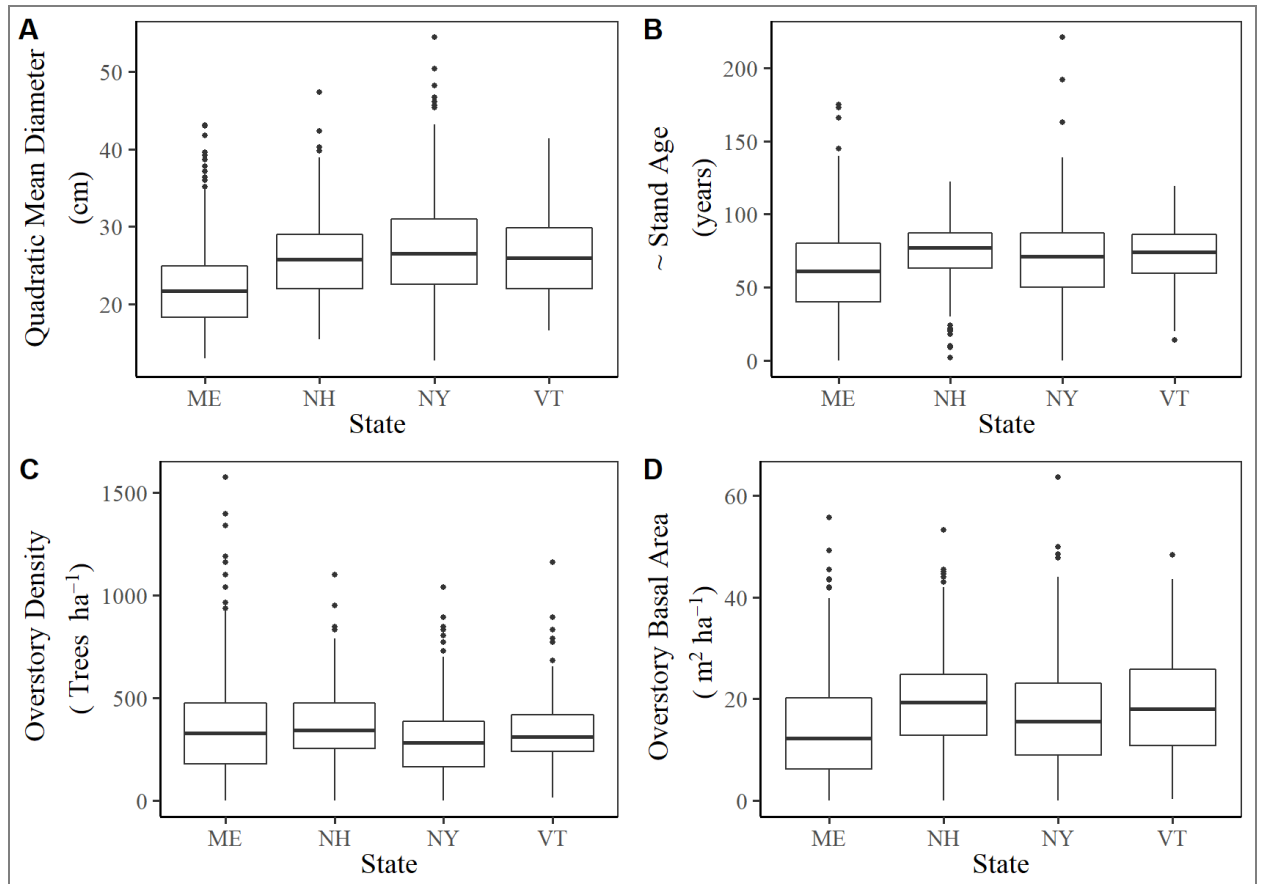 A
Quadratic Mean Diameter
(cm)
50
40
30
20
ME NH NY VT
State
B
~ Stand Age
(years)
200
150
100
50
0
ME NH NY VT
State
C
Overstory Density
( Trees ha⁻¹)
1500
1000
500
0
ME NH NY VT
State
D
Overstory Basal Area
( m² ha⁻¹)
60
40
20
0
ME NH NY VT
State